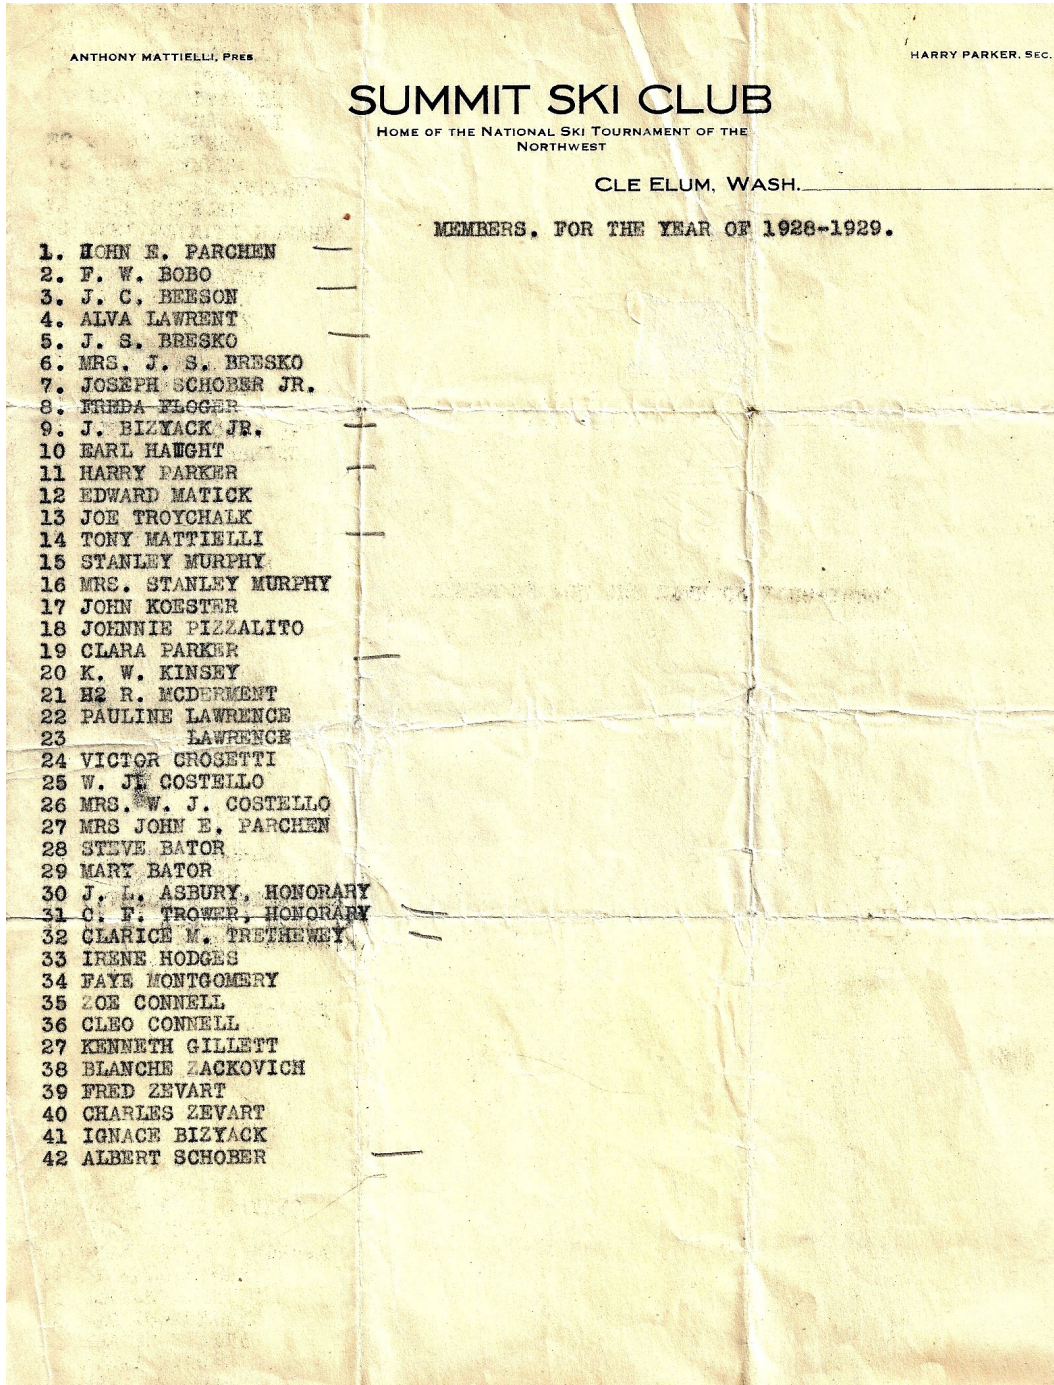 ANTHONY MATTIELLI, PRES.
HARRY PARKER, SEC.
SUMMIT SKI CLUB
HOME OF THE NATIONAL SKI TOURNAMENT OF THE
NORTHWEST
CLE ELUM, WASH.
MEMBERS. FOR THE YEAR OF 1928-1929.
1. JOHN E. PARCHEN
2. F. W. BOBO
3. J. C. BEESON
4. ALVA LAWRENT
5. J. S. BRESKO
6. MRS. J. S. BRESKO
7. JOSEPH SCHOBER JR.
8. FREDA FLOGER
9. J. BIZYACK JR.
10 EARL HAUGHT
11 HARRY PARKER
12 EDWARD MATICK
13 JOE TROYCHALK
14 TONY MATTIELLI
15 STANLEY MURPHY
16 MRS. STANLEY MURPHY
17 JOHN KOESTER
18 JOHNNIE PIZZALITO
19 CLARA PARKER
20 K. W. KINSEY
21 H2 R. MCDERMENT
22 PAULINE LAWRENCE
23 LAWRENCE
24 VICTOR CROSETTI
25 W. J. COSTELLO
26 MRS. W. J. COSTELLO
27 MRS JOHN E. PARCHEN
28 STEVE BATOR
29 MARY BATOR
30 J. L. ASBURY, HONORARY
31 C. F. TROWER, HONORARY
32 CLARICE M. TRETHEWEY
33 IRENE HODGES
34 FAYE MONTGOMERY
35 ZOE CONNELL
36 CLEO CONNELL
27 KENNETH GILLETT
38 BLANCHE ZACKOVICH
39 FRED ZEVART
40 CHARLES ZEVART
41 IGNACE BIZYACK
42 ALBERT SCHOBER